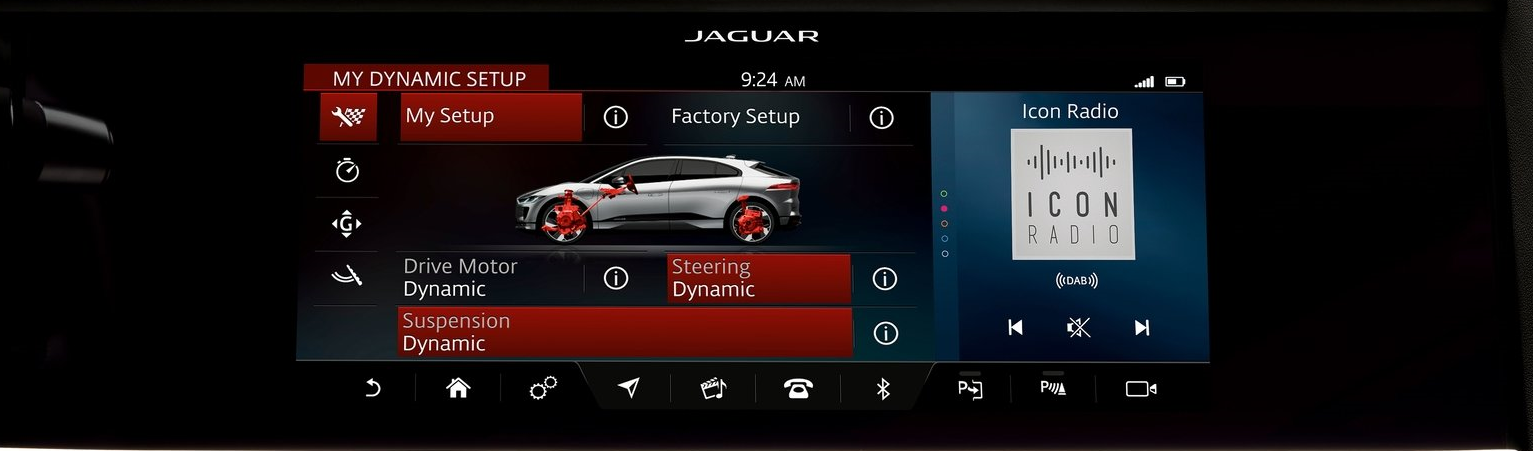 JAGUAR
MY DYNAMIC SETUP
9:24 AM
My Setup
Factory Setup
G
Drive Motor
Dynamic
Steering
Dynamic
Suspension
Dynamic
Icon Radio
ICON
RADIO
DAB
P
P